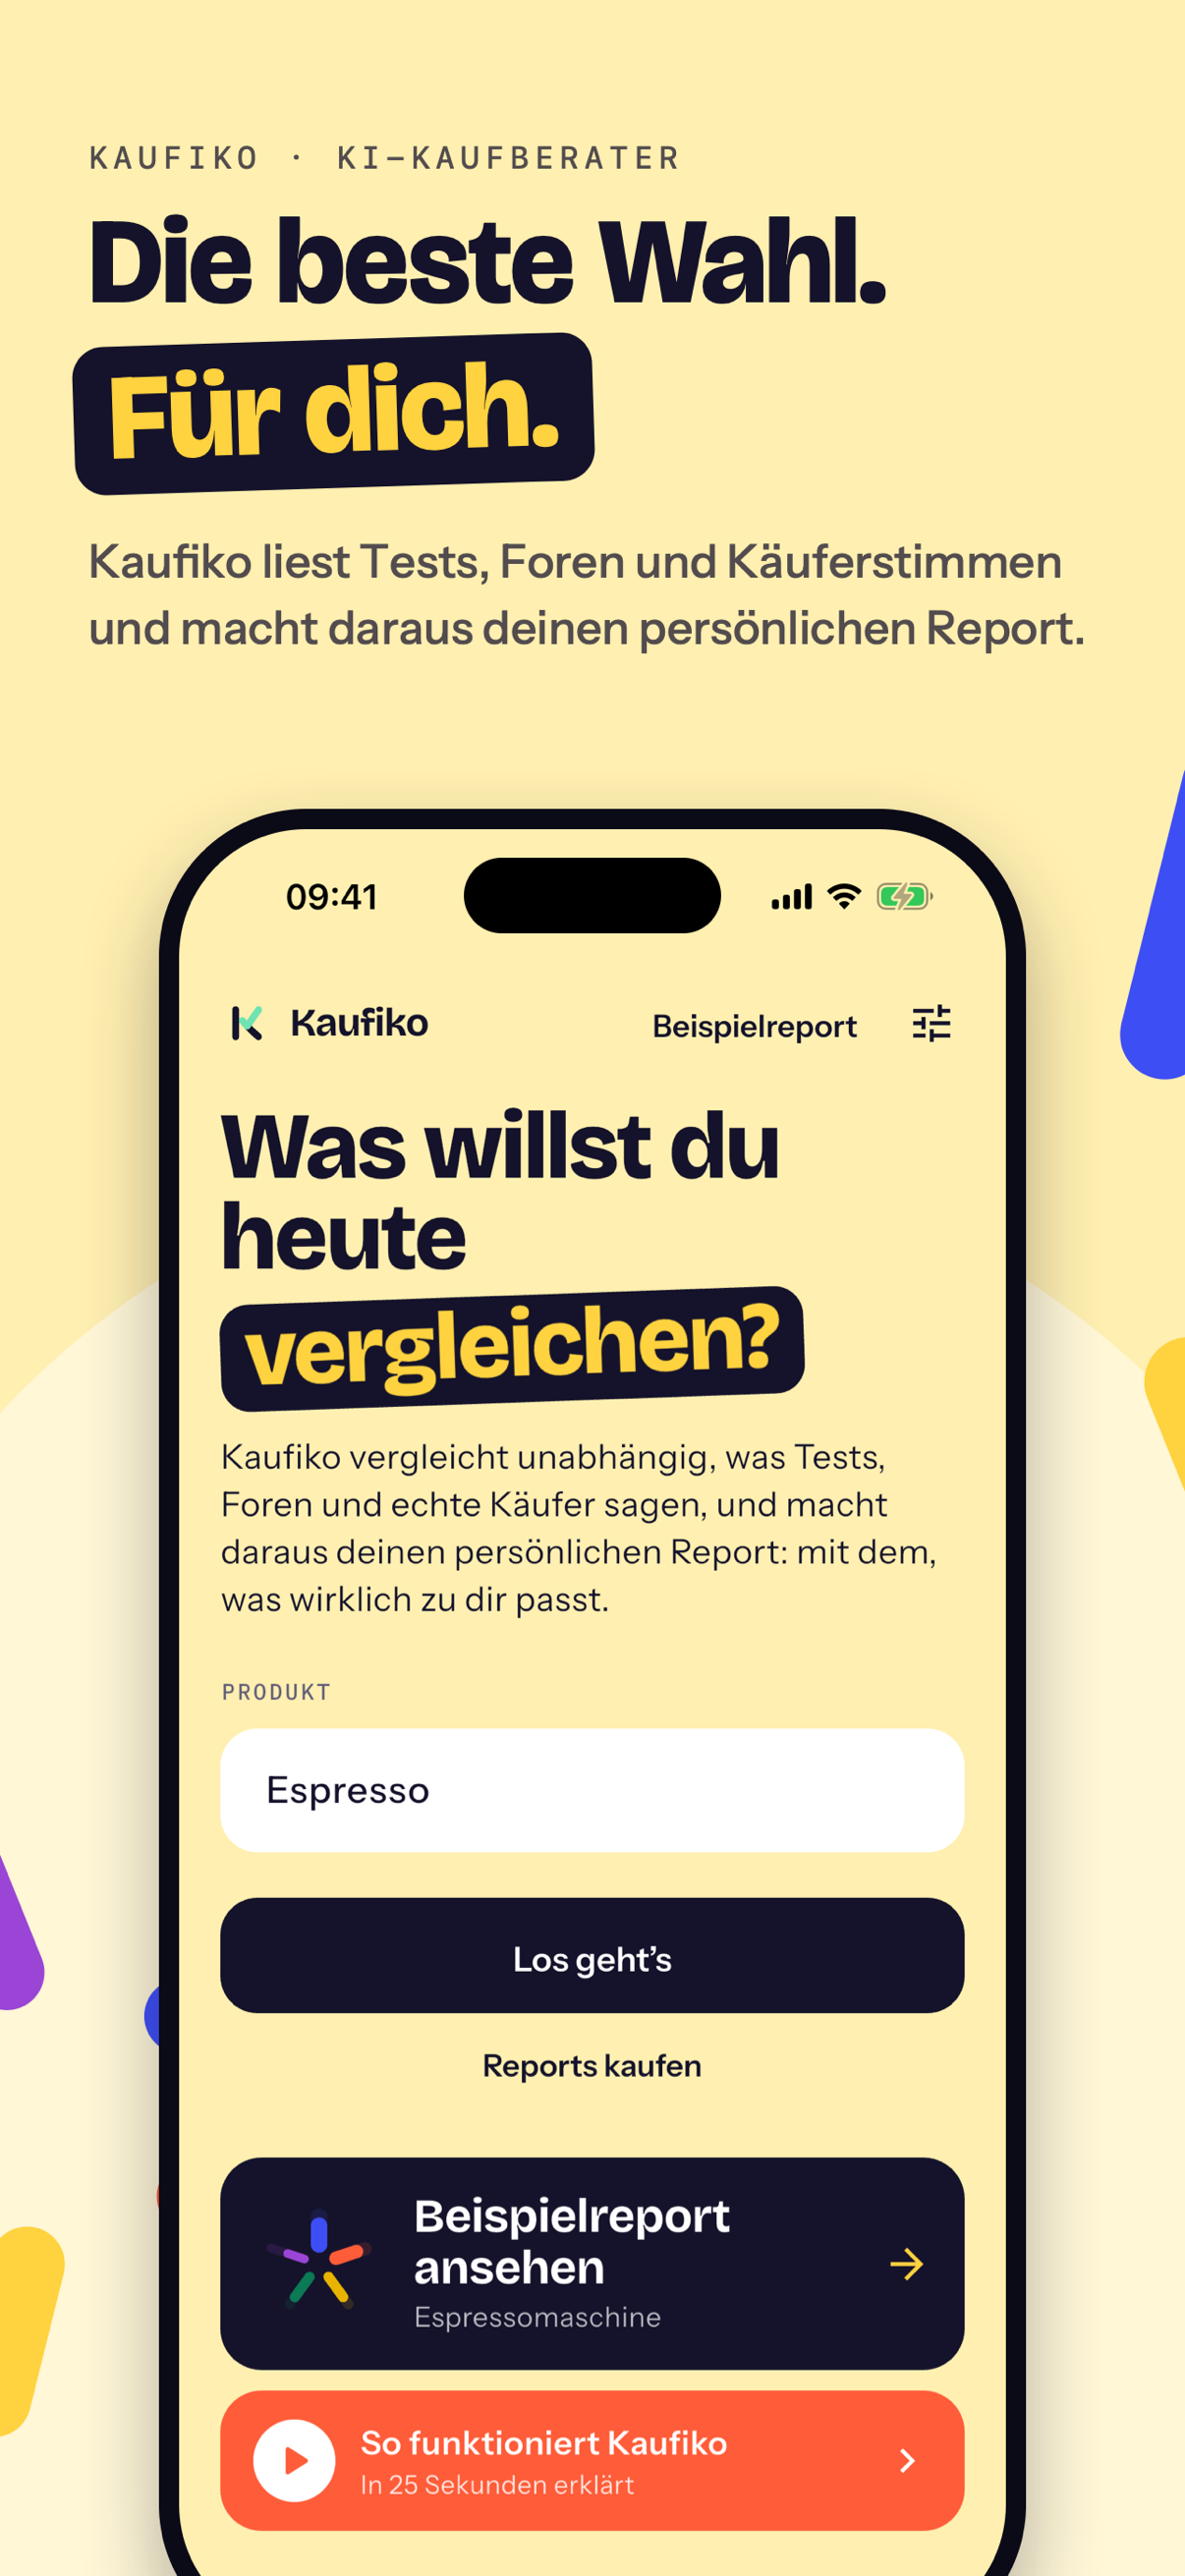 KAUFIKO · KI–KAUFBERATER
Die beste Wahl.
Für dich.
Kaufiko liest Tests, Foren und Käuferstimmen
und macht daraus deinen persönlichen Report.
09:41
Kaufiko
Beispielreport
Was willst du
heute
vergleichen?
Kaufiko vergleicht unabhängig, was Tests,
Foren und echte Käufer sagen, und macht
daraus deinen persönlichen Report: mit dem,
was wirklich zu dir passt.
PRODUKT
Espresso
Los geht’s
Reports kaufen
Beispielreport
ansehen
Espressomaschine
So funktioniert Kaufiko
In 25 Sekunden erklärt